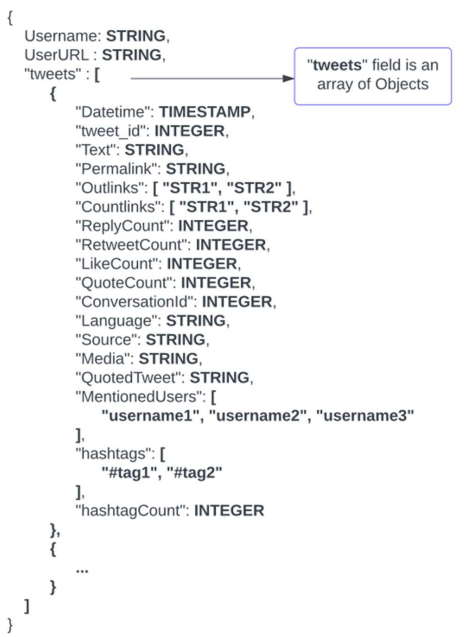 {
Username: STRING,
UserURL : STRING,
"tweets" : [
"tweets" field is an
array of Objects
{
"Datetime": TIMESTAMP,
"tweet_id": INTEGER,
"Text": STRING,
"Permalink": STRING,
"Outlinks": [ "STR1", "STR2" ],
"Countlinks": [ "STR1", "STR2" ],
"ReplyCount": INTEGER,
"RetweetCount": INTEGER,
"LikeCount": INTEGER,
"QuoteCount": INTEGER,
"ConversationId": INTEGER,
"Language": STRING,
"Source": STRING,
"Media": STRING,
"QuotedTweet": STRING,
"MentionedUsers": [
"username1", "username2", "username3"
],
"hashtags": [
"#tag1", "#tag2"
],
"hashtagCount": INTEGER
},
{
...
}
]
}